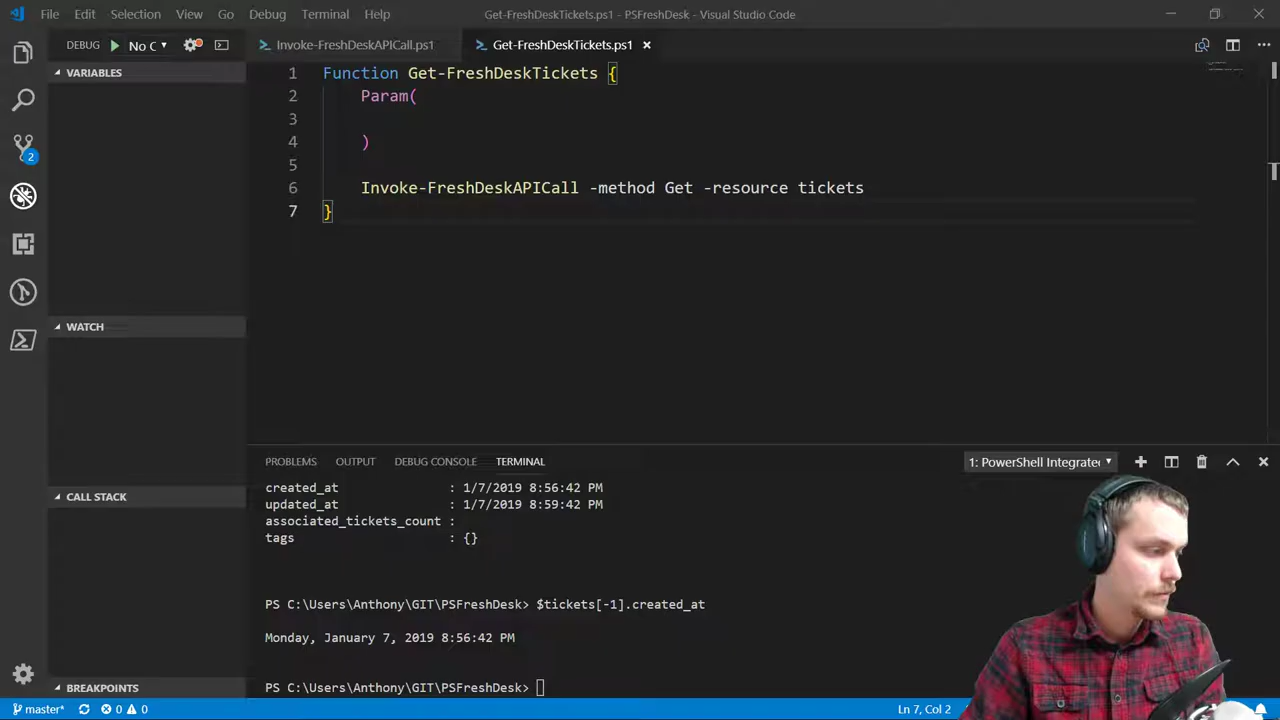 File Edit Selection View Go Debug Terminal Help
Get-FreshDeskTickets.ps1 - PSFreshDesk - Visual Studio Code
DEBUG No C
Invoke-FreshDeskAPICall.ps1
Get-FreshDeskTickets.ps1
VARIABLES
2
WATCH
CALL STACK
BREAKPOINTS
1 Function Get-FreshDeskTickets {
2 Param(
3
4 )
5
6 Invoke-FreshDeskAPICall -method Get -resource tickets
7 }
PROBLEMS OUTPUT DEBUG CONSOLE TERMINAL
1: PowerShell Integrate
created_at : 1/7/2019 8:56:42 PM
updated_at : 1/7/2019 8:59:42 PM
associated_tickets_count :
tags : {}
PS C:\Users\Anthony\GIT\PSFreshDesk> $tickets[-1].created_at
Monday, January 7, 2019 8:56:42 PM
PS C:\Users\Anthony\GIT\PSFreshDesk>
master* 0 0
Ln 7, Col 2